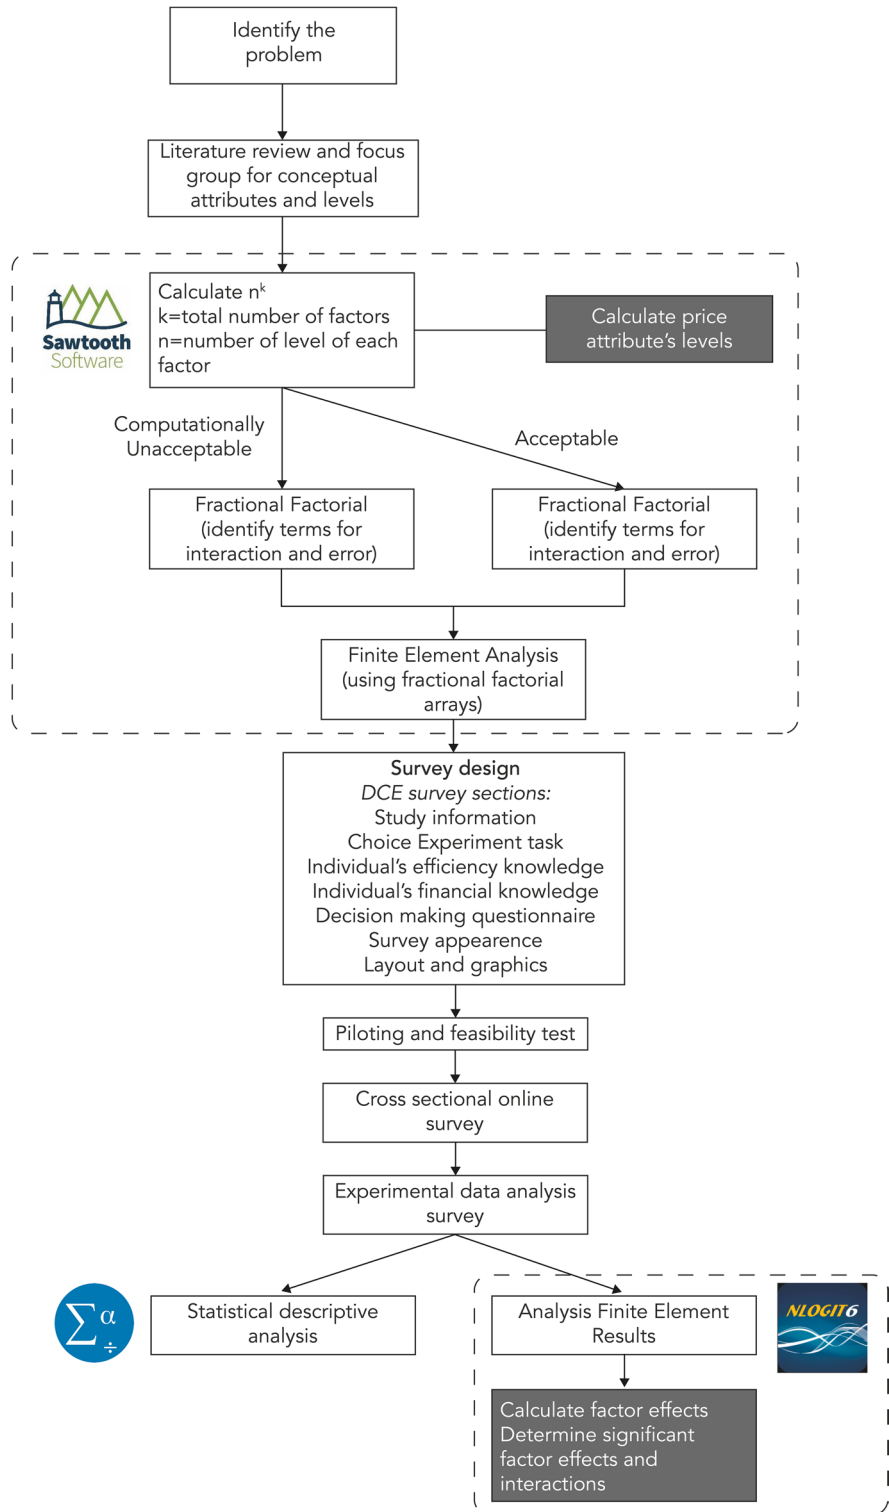 Identify the
problem
Literature review and focus
group for conceptual
attributes and levels
Sawtooth
Software
Calculate nᵏ
k=total number of factors
n=number of level of each
factor
Calculate price
attribute's levels
Computationally
Unacceptable
Acceptable
Fractional Factorial
(identify terms for
interaction and error)
Fractional Factorial
(identify terms for
interaction and error)
Finite Element Analysis
(using fractional factorial
arrays)
Survey design
DCE survey sections:
Study information
Choice Experiment task
Individual's efficiency knowledge
Individual's financial knowledge
Decision making questionnaire
Survey appearence
Layout and graphics
Piloting and feasibility test
Cross sectional online
survey
Experimental data analysis
survey
Σ α
÷
Statistical descriptive
analysis
Analysis Finite Element
Results
NLOGIT6
Calculate factor effects
Determine significant
factor effects and
interactions